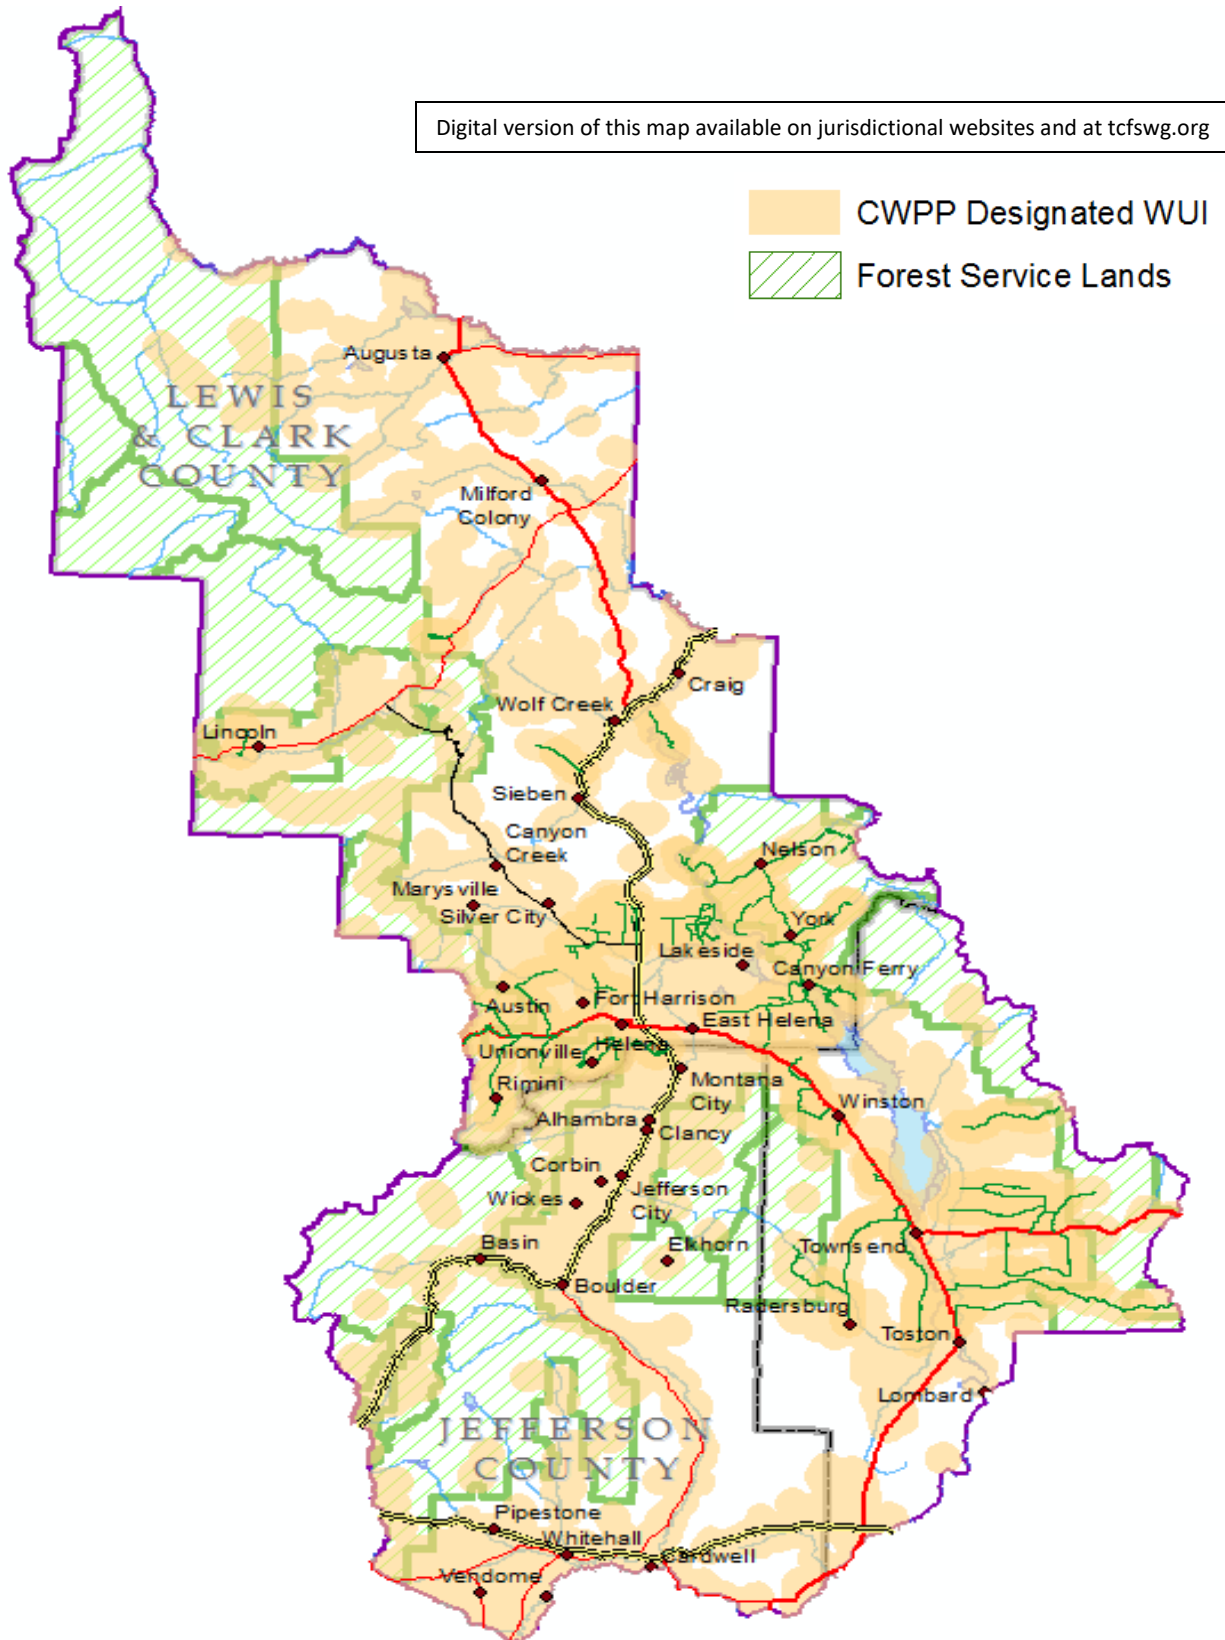 Digital version of this map available on jurisdictional websites and at tcfswg.org
CWPP Designated WUI
Forest Service Lands
Augusta
LEWIS
& CLARK
COUNTY
Milford
Colony
Craig
Wolf Creek
Lincoln
Sieben
Canyon
Creek
Nelson
Marysville
Silver City
York
Lakeside
Canyon Ferry
Austin
Fort Harrison
East Helena
Helena
Unionville
Rimini
Montana
City
Winston
Alhambra
Clancy
Corbin
Wickes
Jefferson
City
Basin
Elkhorn
Townsend
Boulder
Radersburg
Toston
Lombard
JEFFERSON
COUNTY
Pipestone
Whitehall
Cardwell
Vendome